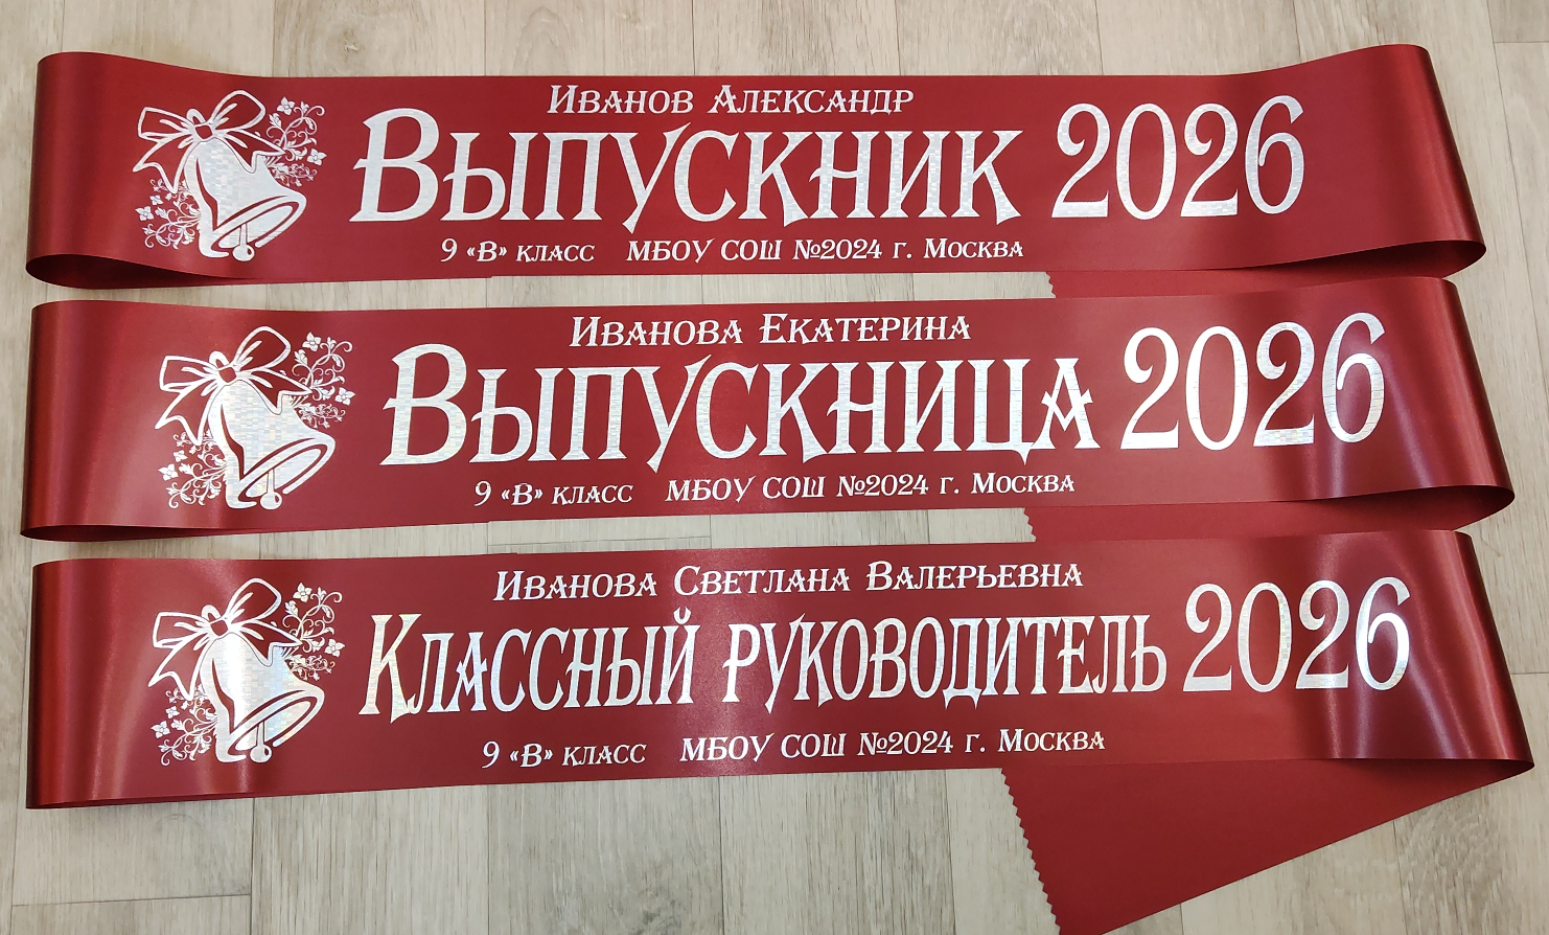 Иванов Александр
Выпускник 2026
9 «В» класс МБОУ СОШ №2024 г. Москва
Иванова Екатерина
Выпускница 2026
9 «В» класс МБОУ СОШ №2024 г. Москва
Иванова Светлана Валерьевна
Классный руководитель 2026
9 «В» класс МБОУ СОШ №2024 г. Москва